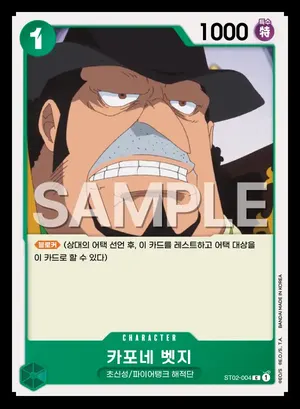 1
1000
특수
特
SAMPLE
블로커 (상대의 어택 선언 후, 이 카드를 레스트하고 어택 대상을
이 카드로 할 수 있다)
BANDAI MADE IN KOREA
CHARACTER
카포네 벳지
초신성/파이어탱크 해적단
ST02-004 C 1